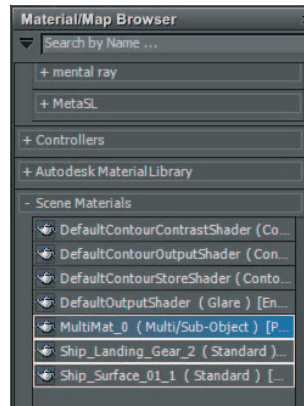 Material/Map Browser
Search by Name ...
+ mental ray
+ MetaSL
+ Controllers
+ Autodesk Material Library
- Scene Materials
DefaultContourContrastShader (Co...
DefaultContourOutputShader (Con...
DefaultContourStoreShader (Conto...
DefaultOutputShader ( Glare ) [En...
MultiMat_0 ( Multi/Sub-Object ) [P...
Ship_Landing_Gear_2 ( Standard )...
Ship_Surface_01_1 ( Standard ) [...